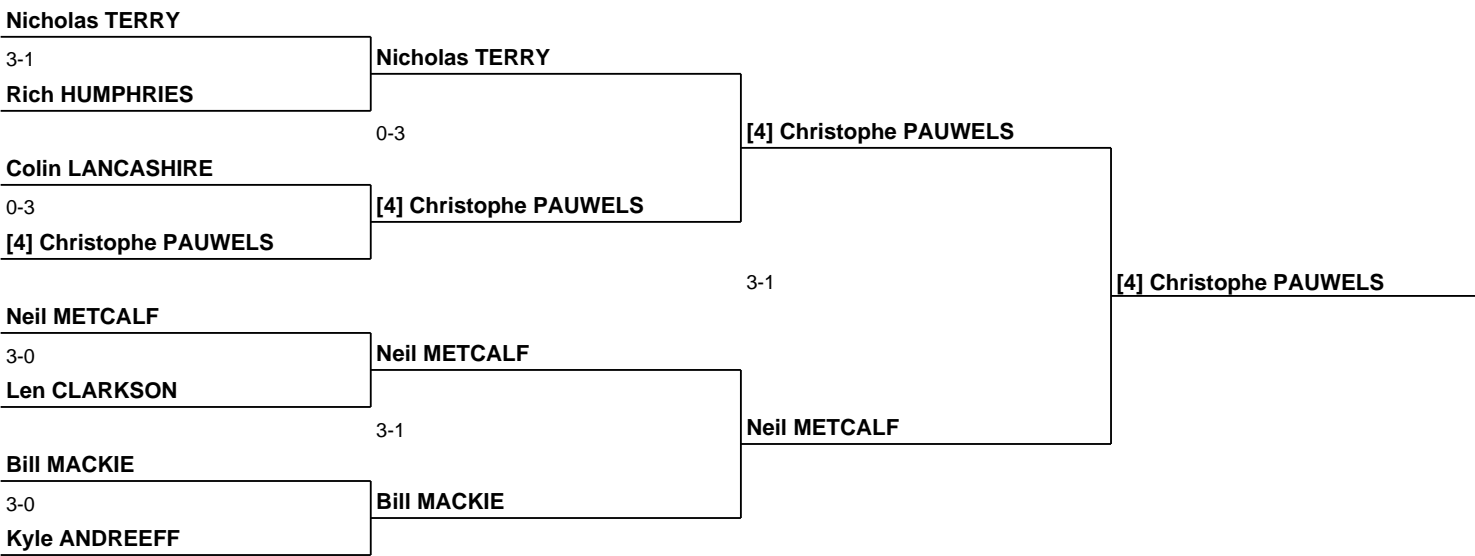 Nicholas TERRY
3-1
Nicholas TERRY
Rich HUMPHRIES
0-3
[4] Christophe PAUWELS
Colin LANCASHIRE
0-3
[4] Christophe PAUWELS
[4] Christophe PAUWELS
3-1
[4] Christophe PAUWELS
Neil METCALF
3-0
Neil METCALF
Len CLARKSON
3-1
Neil METCALF
Bill MACKIE
3-0
Bill MACKIE
Kyle ANDREEFF